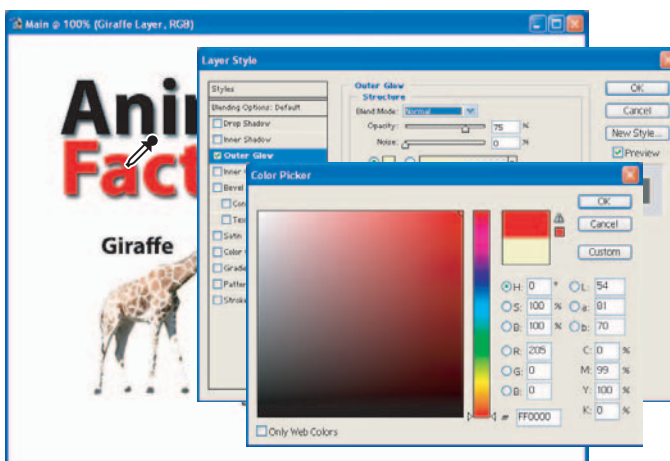 Main @ 100% (Giraffe Layer, RGB)
Anim
Fact
Giraffe
Layer Style
Styles
Blending Options: Default
Drop Shadow
Inner Shadow
Outer Glow
Inner
Bevel
Con
Tex
Satin
Color
Grad
Patter
Stroke
Outer Glow
Structure
Blend Mode: Normal
Opacity: 75 %
Noise: 0 %
OK
Cancel
New Style...
Preview
Color Picker
OK
Cancel
Custom
H: 0 °
S: 100 %
B: 100 %
R: 205
G: 0
B: 0
# FF0000
L: 54
a: 81
b: 70
C: 0 %
M: 99 %
Y: 100 %
K: 0 %
Only Web Colors